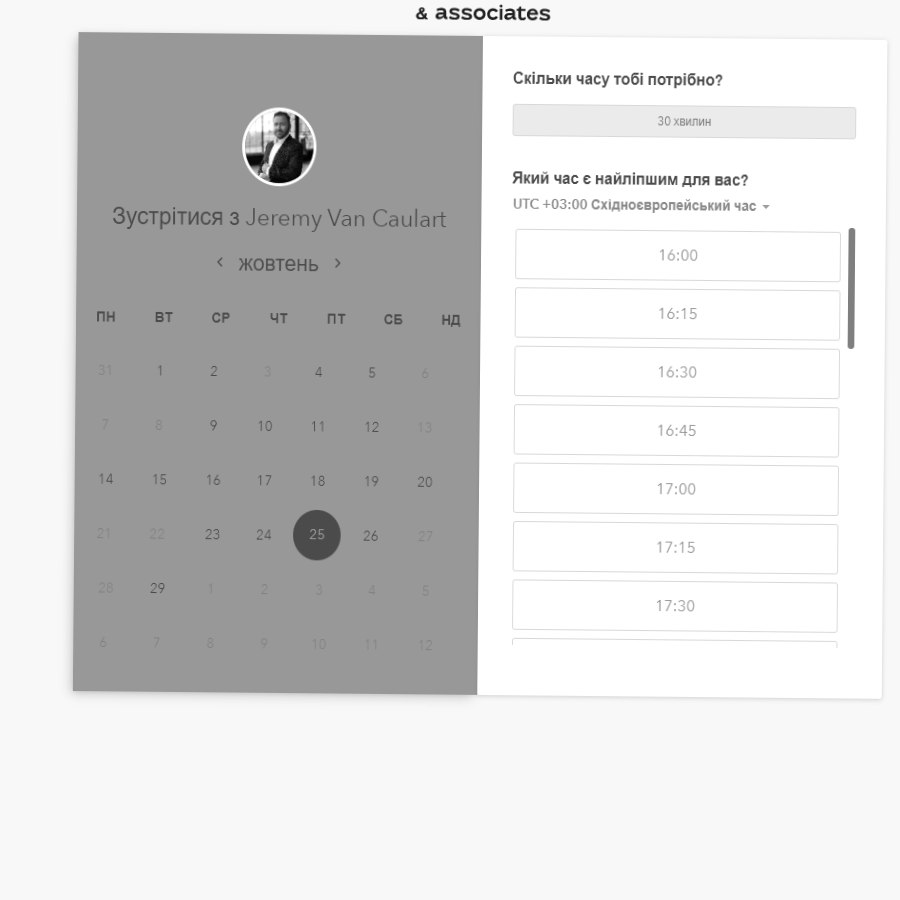 & associates
Зустрітися з Jeremy Van Caulart
жовтень
ПН ВТ СР ЧТ ПТ СБ НД
31 1 2 3 4 5 6
7 8 9 10 11 12 13
14 15 16 17 18 19 20
21 22 23 24 25 26 27
28 29 1 2 3 4 5
6 7 8 9 10 11 12
Скільки часу тобі потрібно?
30 хвилин
Який час є найліпшим для вас?
UTC +03:00 Східноєвропейський час
16:00
16:15
16:30
16:45
17:00
17:15
17:30